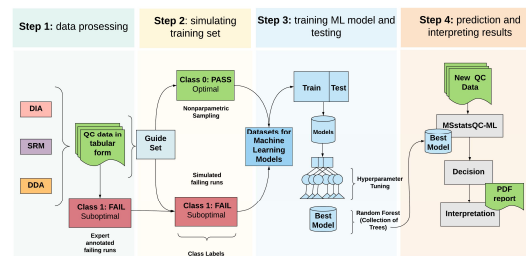 Step 1: data prosessing
Step 2: simulating
training set
Step 3: training ML model and
testing
Step 4: prediction and
interpreting results
DIA
SRM
DDA
QC data in
tabular
form
Class 1: FAIL
Suboptimal
Expert
annotated
failing runs
Guide
Set
Class 0: PASS
Optimal
Nonparametric
Sampling
Simulated
failing runs
Class 1: FAIL
Suboptimal
Class Labels
Datasets for
Machine
Learning
Models
Train
Test
Models
Hyperparameter
Tuning
Best
Model
Random Forest
(Collection of
Trees)
New QC
Data
MSstatsQC-ML
Best
Model
Decision
PDF
report
Interpretation